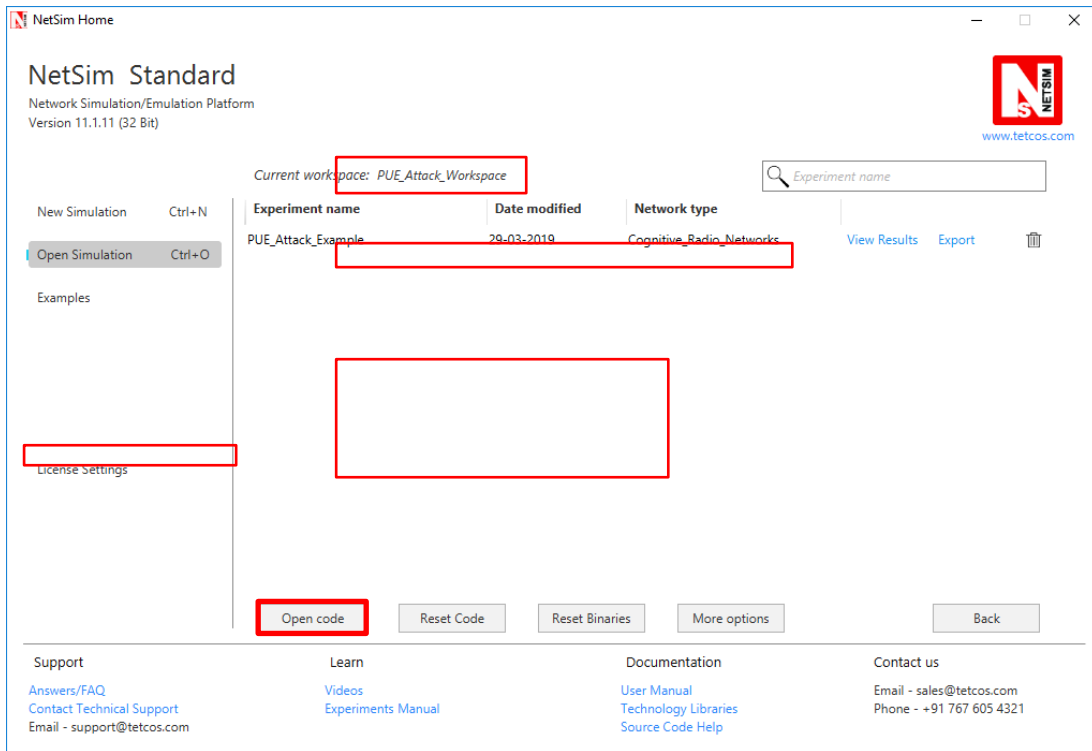 NetSim Home
NetSim Standard
Network Simulation/Emulation Platform
Version 11.1.11 (32 Bit)
N
S
NETSIM
www.tetcos.com
Current workspace: PUE_Attack_Workspace
Experiment name
New Simulation Ctrl+N
Experiment name Date modified Network type
Open Simulation Ctrl+O
PUE_Attack_Example 29-03-2019 Cognitive_Radio_Networks View Results Export
Examples
License Settings
Open code Reset Code Reset Binaries More options Back
Support Learn Documentation Contact us
Answers/FAQ Videos User Manual Email - sales@tetcos.com
Contact Technical Support Experiments Manual Technology Libraries Phone - +91 767 605 4321
Email - support@tetcos.com Source Code Help